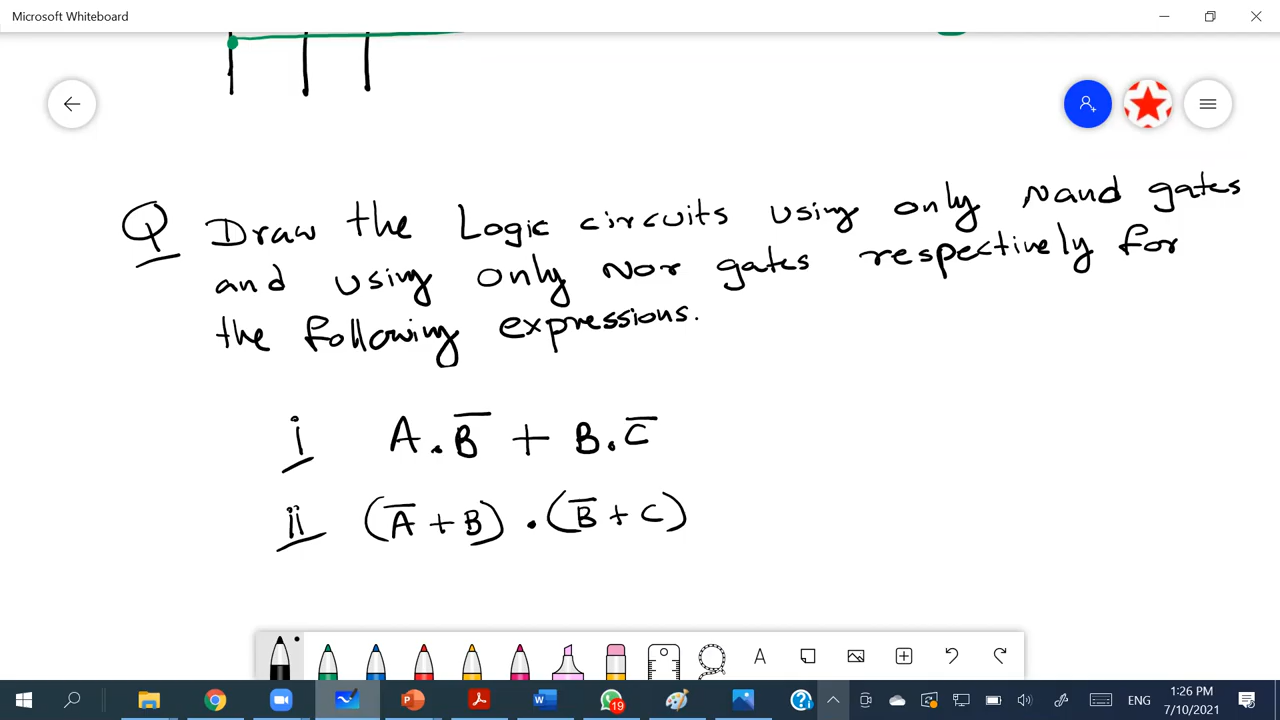 Microsoft Whiteboard
Q Draw the Logic circuits using only Nand gates
and using only Nor gates respectively for
the following expressions.
i A.B̅ + B.C̅
ii (A̅ + B) . (B̅ + C)
A
W
19
ENG
1:26 PM
7/10/2021